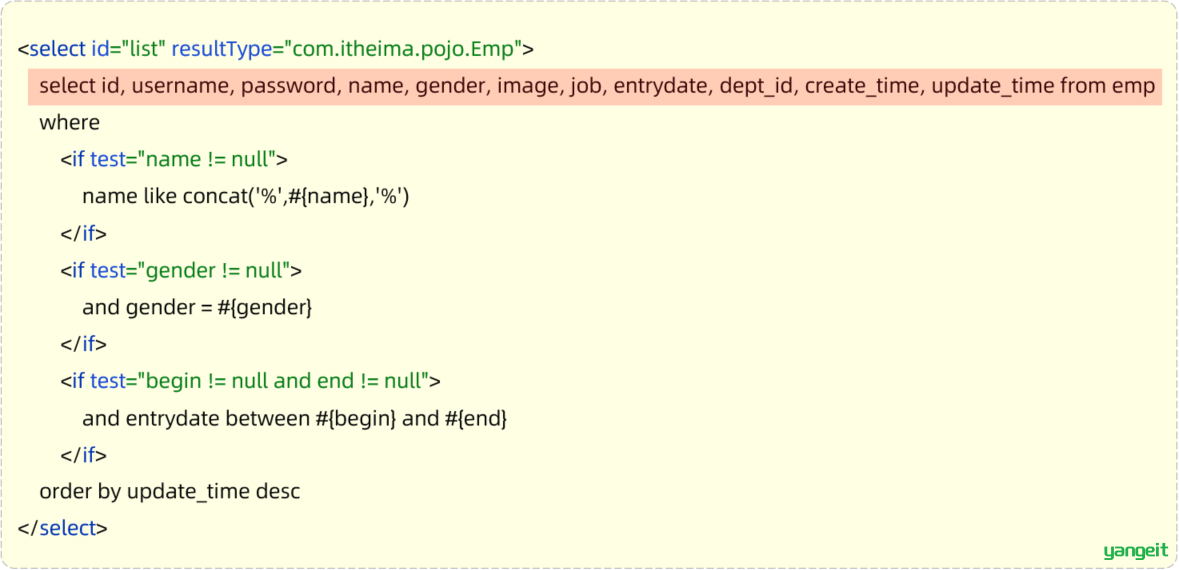 <select id="list" resultType="com.itheima.pojo.Emp">
select id, username, password, name, gender, image, job, entrydate, dept_id, create_time, update_time from emp
where
<if test="name != null">
name like concat('%',#{name},'%')
</if>
<if test="gender != null">
and gender = #{gender}
</if>
<if test="begin != null and end != null">
and entrydate between #{begin} and #{end}
</if>
order by update_time desc
</select>
yangeit